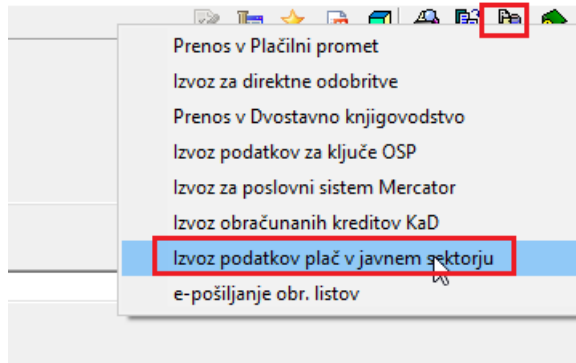 Prenos v Plačilni promet
Izvoz za direktne odobritve
Prenos v Dvostavno knjigovodstvo
Izvoz podatkov za ključe OSP
Izvoz za poslovni sistem Mercator
Izvoz obračunanih kreditov KaD
Izvoz podatkov plač v javnem sektorju
e-pošiljanje obr. listov